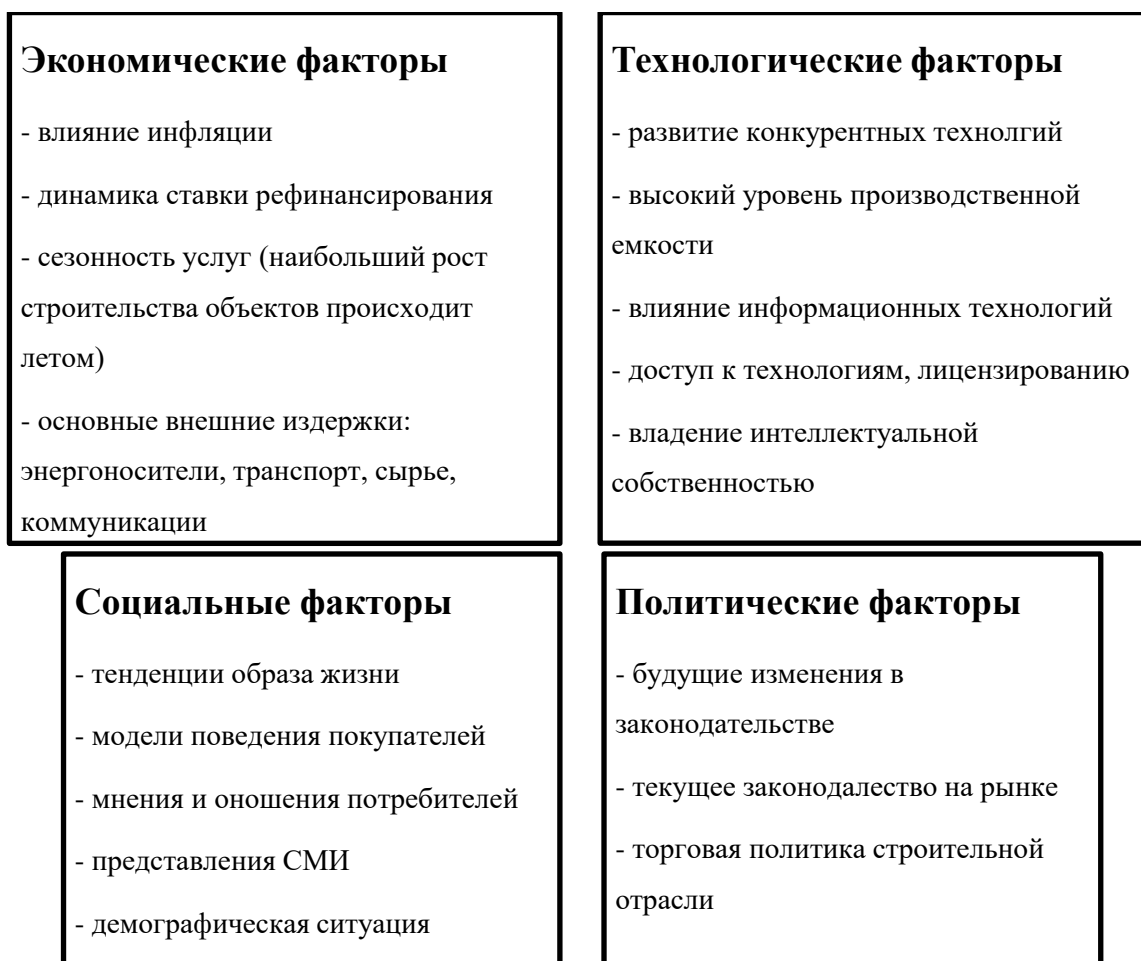 Экономические факторы
- влияние инфляции
- динамика ставки рефинансирования
- сезонность услуг (наибольший рост
строительства объектов происходит
летом)
- основные внешние издержки:
энергоносители, транспорт, сырье,
коммуникации
Технологические факторы
- развитие конкурентных технолгий
- высокий уровень производственной
емкости
- влияние информационных технологий
- доступ к технологиям, лицензированию
- владение интеллектуальной
собственностью
Социальные факторы
- тенденции образа жизни
- модели поведения покупателей
- мнения и оношения потребителей
- представления СМИ
- демографическая ситуация
Политические факторы
- будущие изменения в
законодательстве
- текущее законодалество на рынке
- торговая политика строительной
отрасли